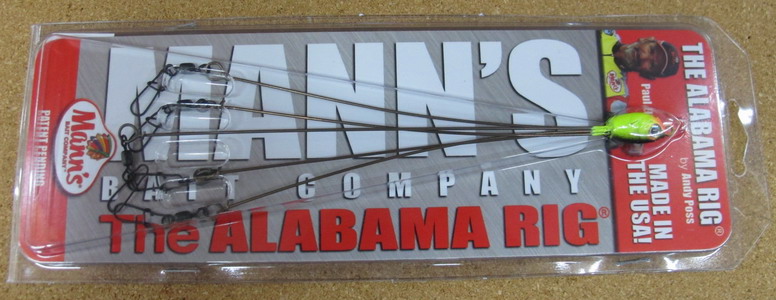 MANN'S
BAIT COMPANY
The ALABAMA RIG®
PATENT PENDING
Mann's
BAIT COMPANY
THE ALABAMA RIG®
by Andy Poss
MADE IN
THE USA!
Paul